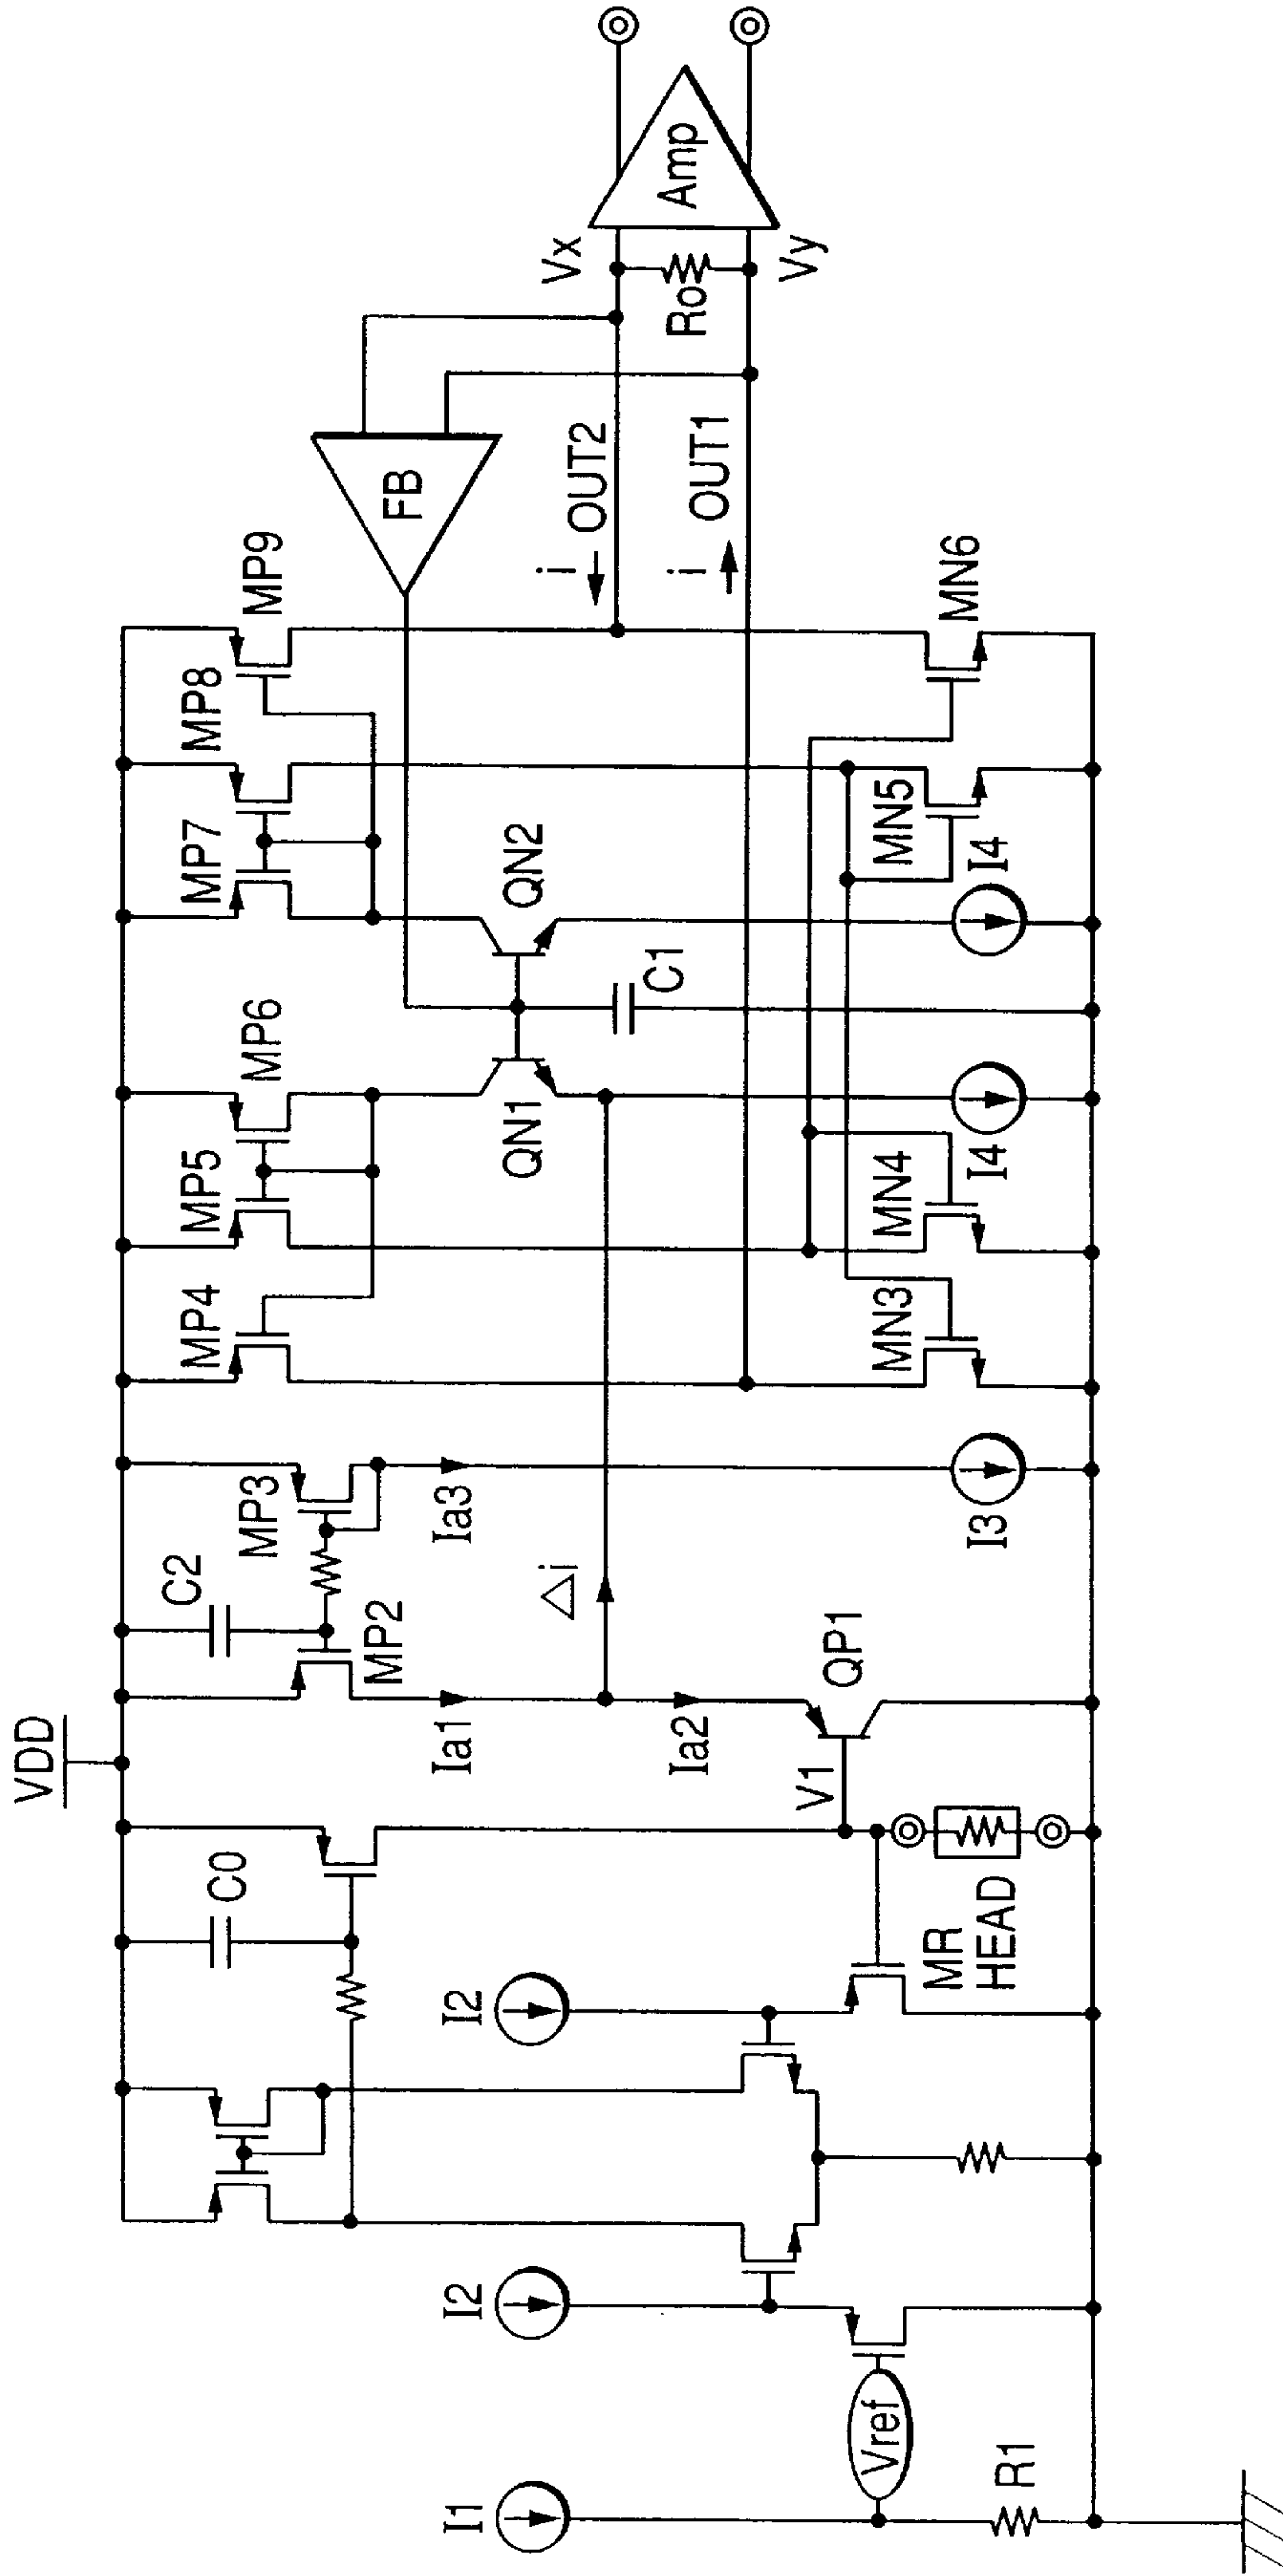 VDD
I1
Vref
R1
I2
I2
C0
MR
HEAD
V1
QP1
C2
MP2
MP3
Ia1
Ia2
Ia3
△i
I3
MP4
MP5
MP6
MP7
MP8
MP9
QN1
QN2
C1
MN3
MN4
I4
I4
MN5
MN6
FB
i
OUT2
i
OUT1
Vx
Ro
Vy
Amp